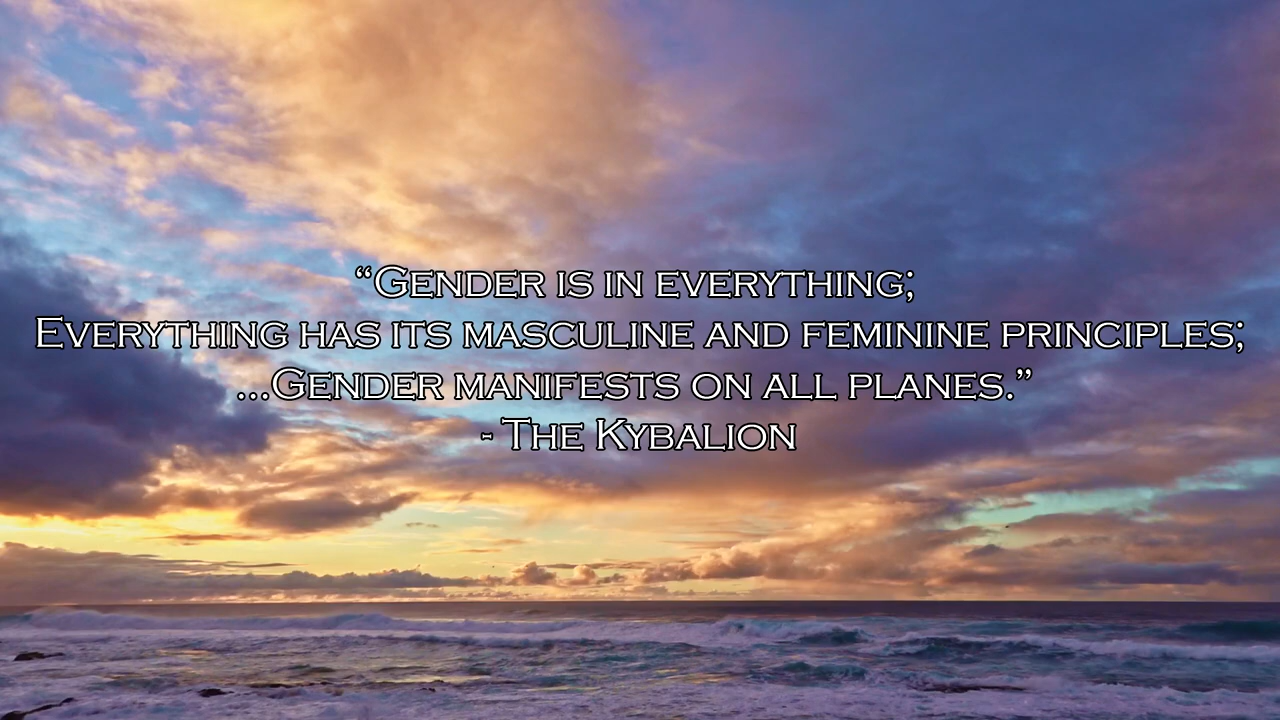 “Gender is in everything;
Everything has its masculine and feminine principles;
...Gender manifests on all planes.”
- The Kybalion